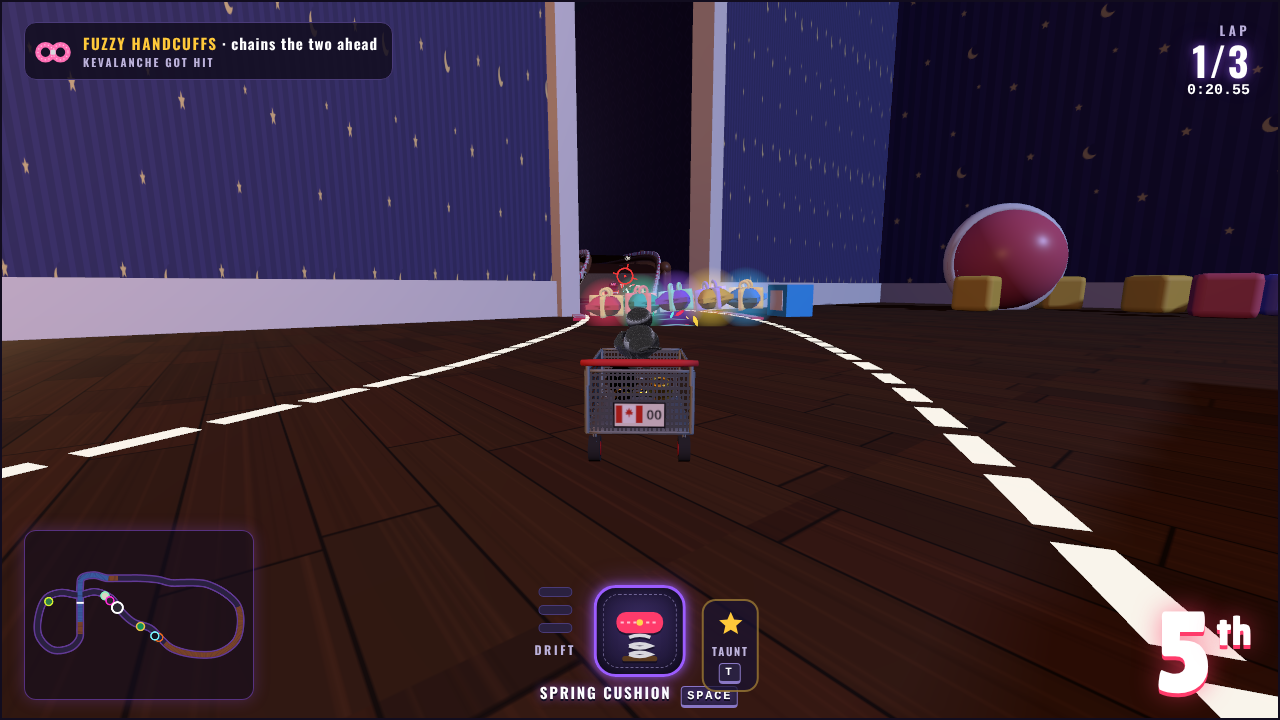 FUZZY HANDCUFFS · chains the two ahead
KEVALANCHE GOT HIT
LAP
1/3
0:20.55
00
DRIFT
TAUNT
T
SPRING CUSHION SPACE
5th